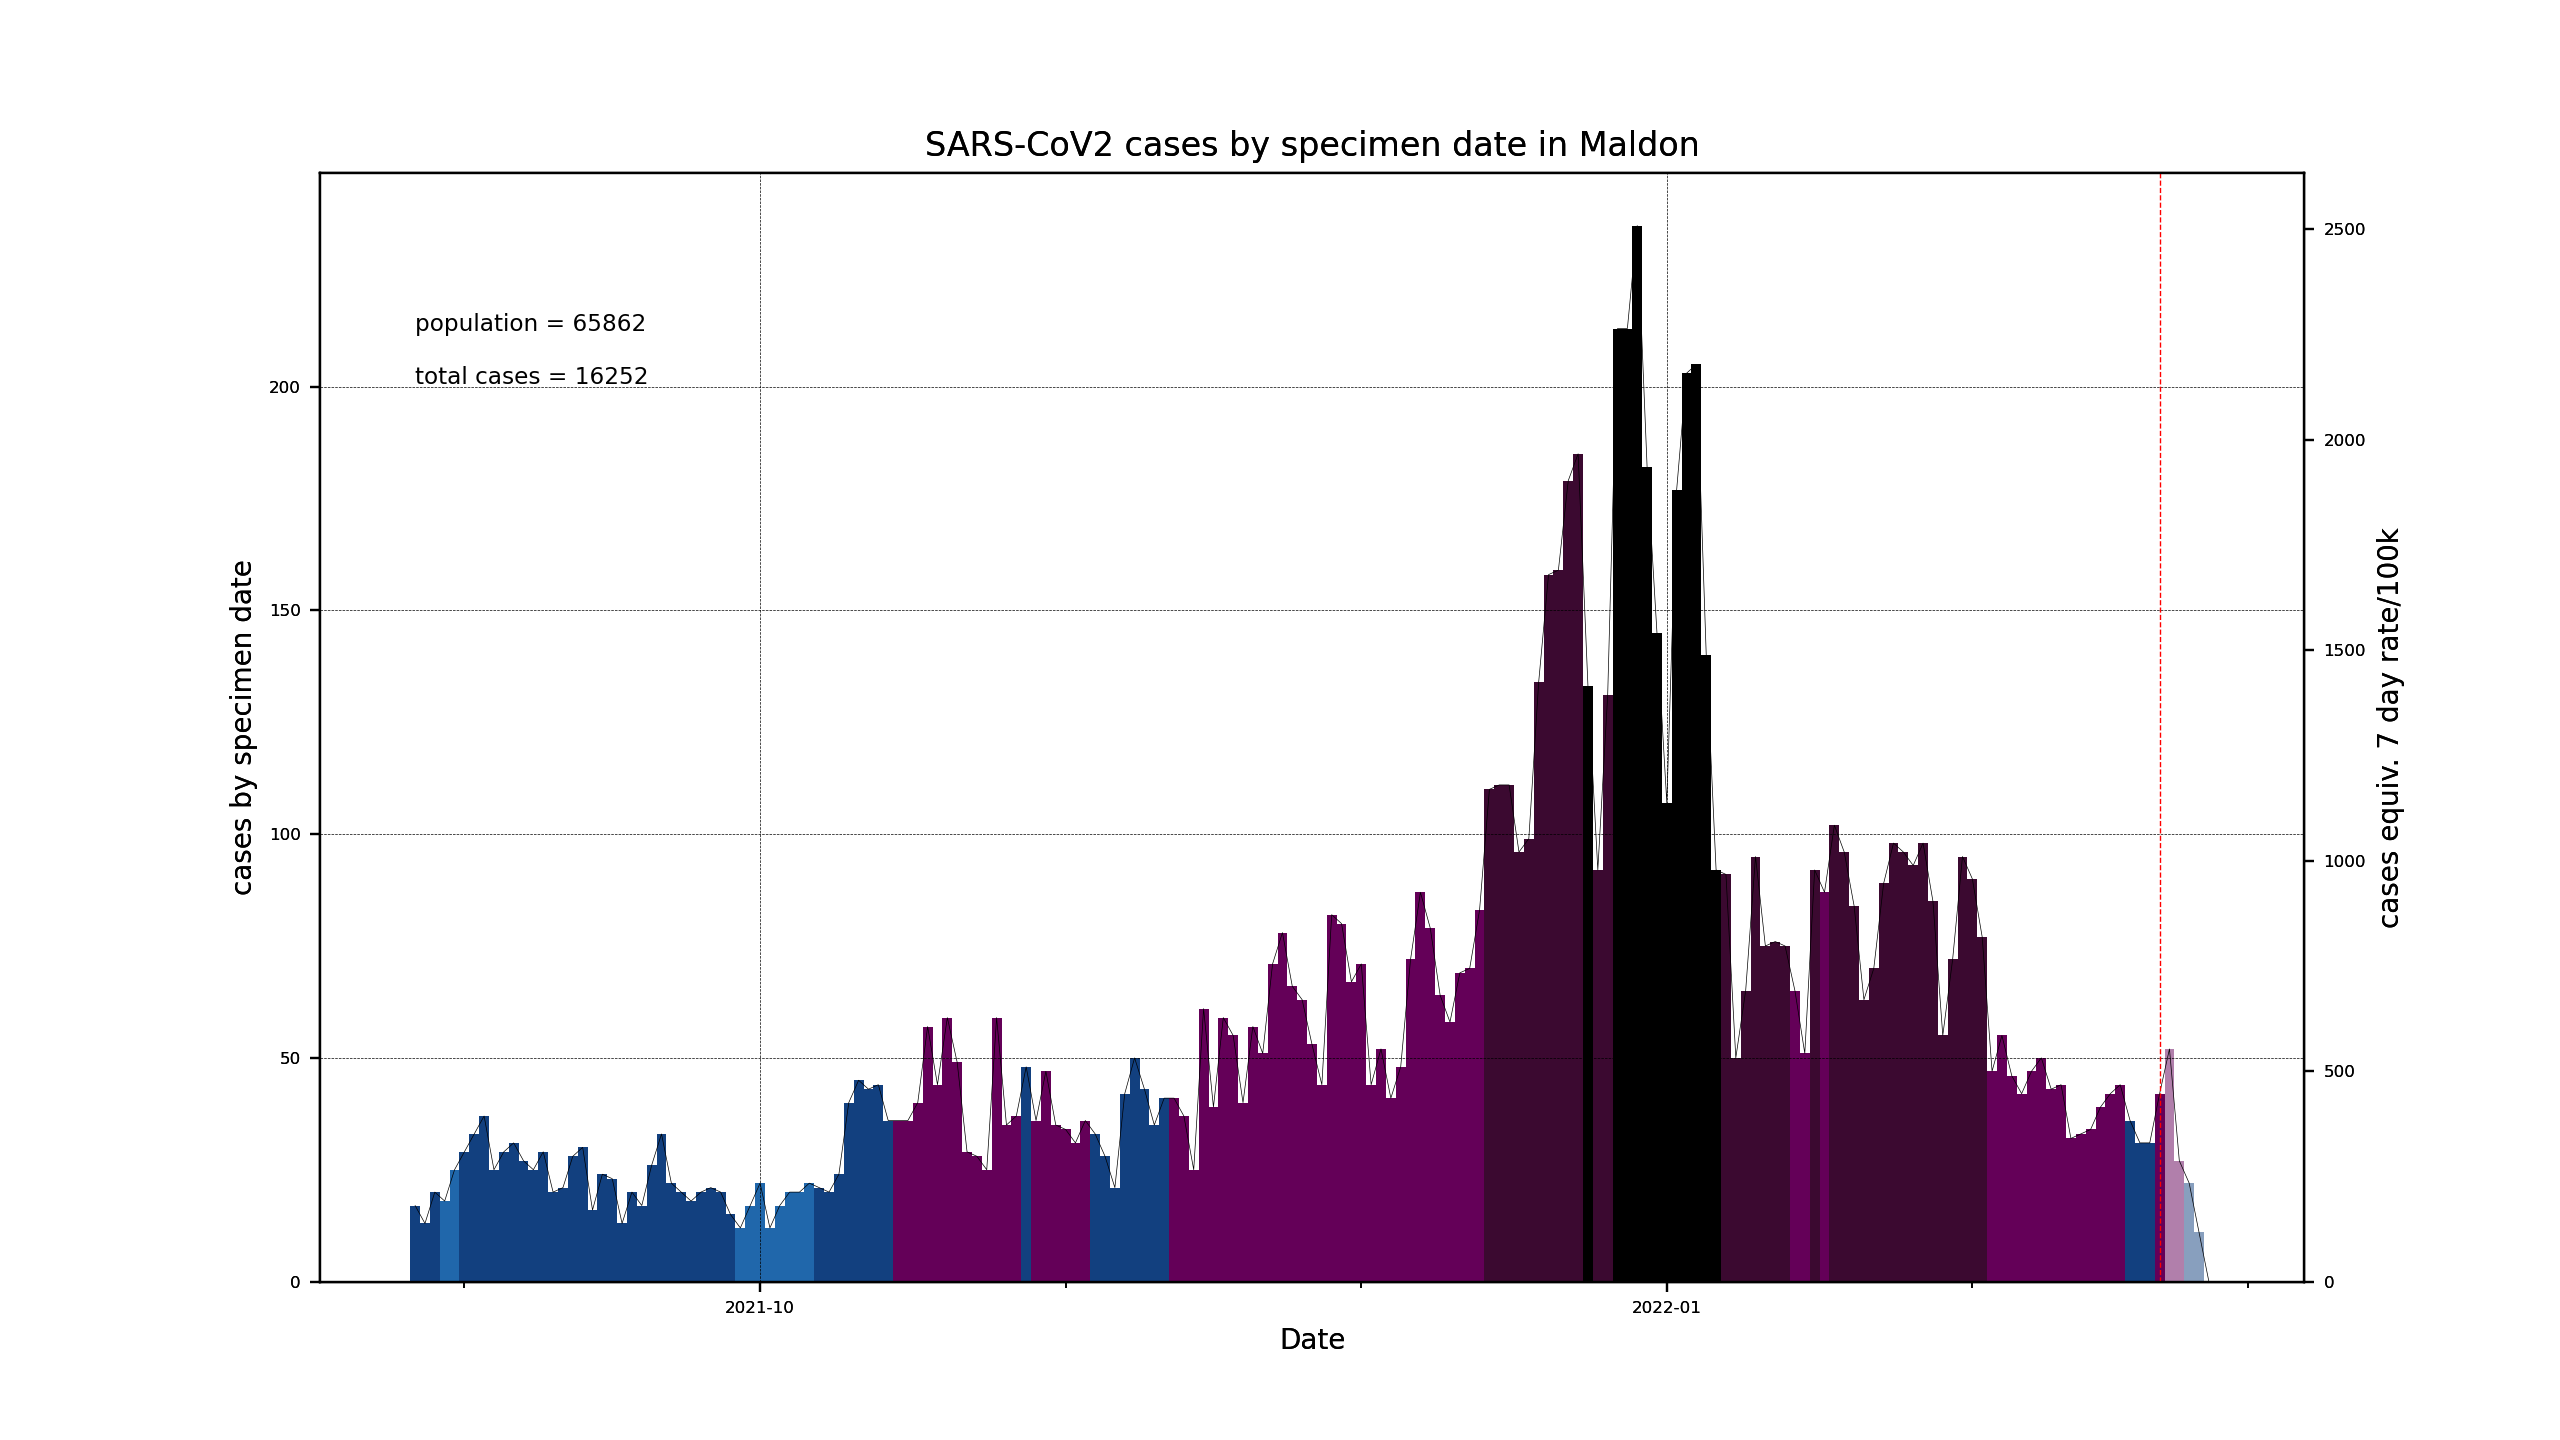 SARS-CoV2 cases by specimen date in Maldon
population = 65862
total cases = 16252
cases by specimen date
200
150
100
50
0
2500
2000
1500
1000
500
0
cases equiv. 7 day rate/100k
2021-10
2022-01
Date